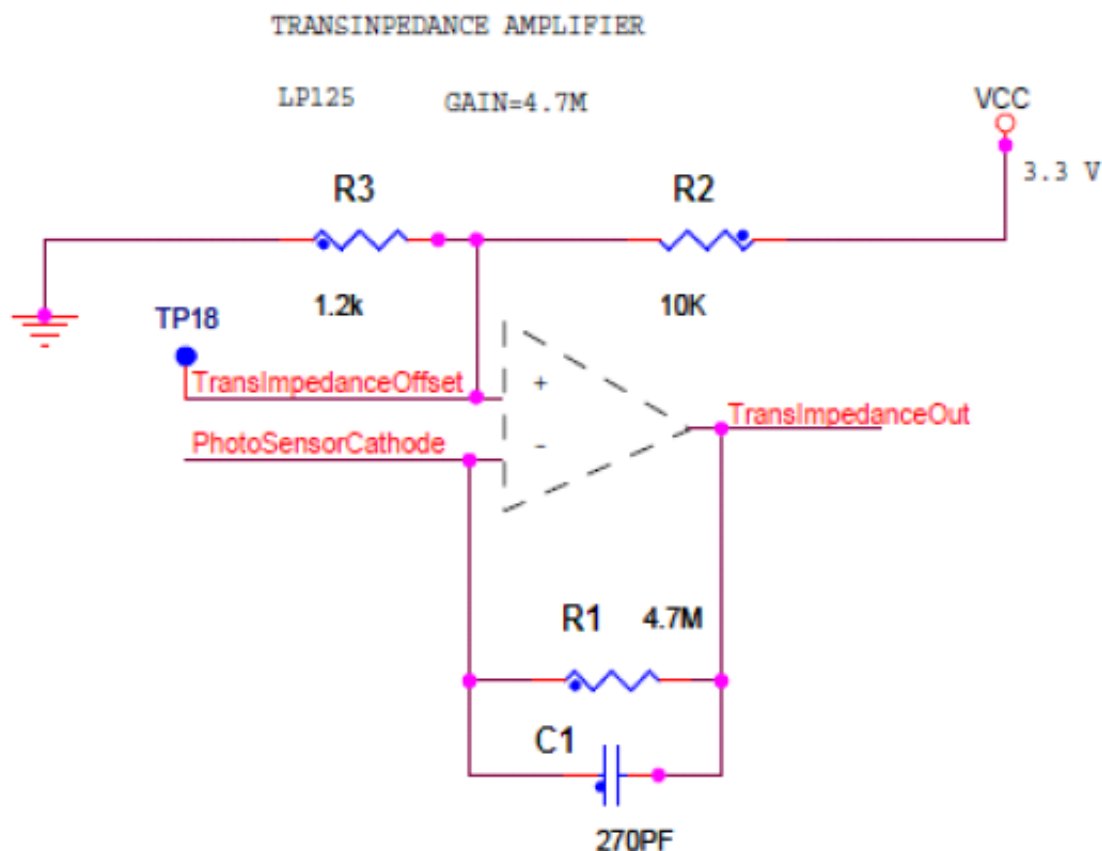 TRANSINPEDANCE AMPLIFIER
LP125 GAIN=4.7M
VCC
3.3 V
R3 R2
1.2k 10K
TP18
TransImpedanceOffset
+
TransImpedanceOut
PhotoSensorCathode
-
R1 4.7M
C1
270PF